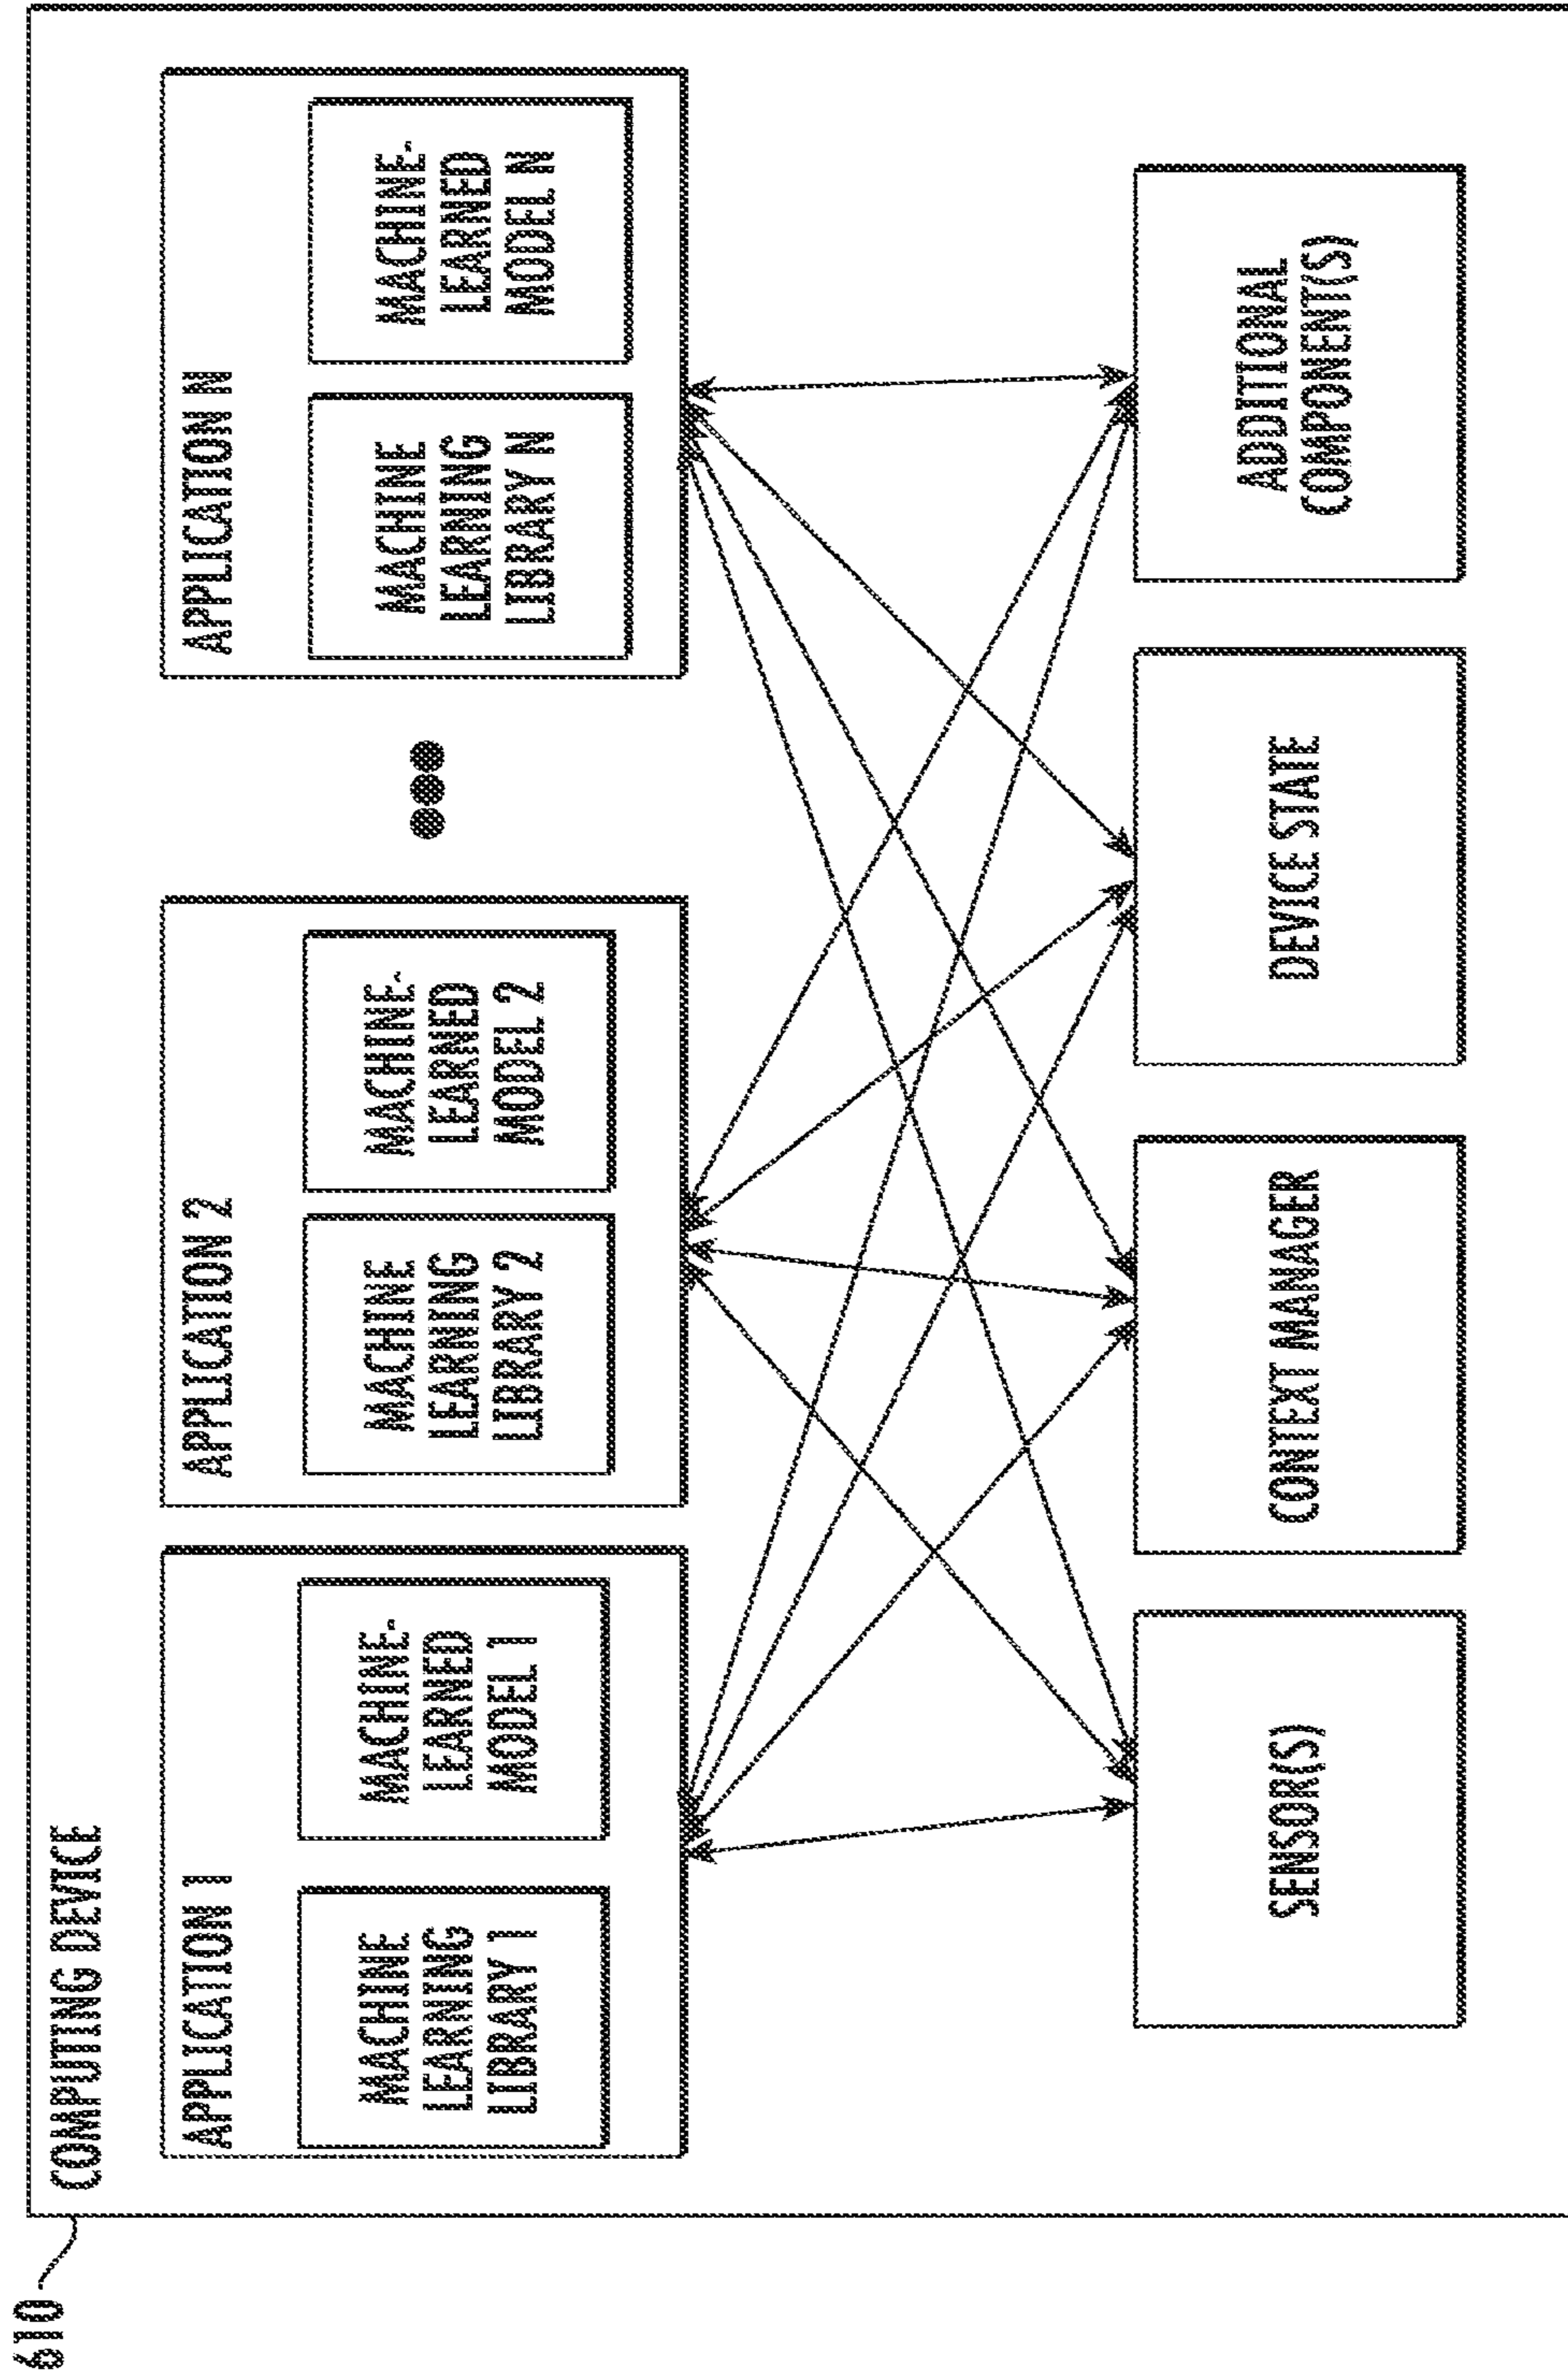 610
COMPUTING DEVICE
APPLICATION 1
MACHINE
LEARNING
LIBRARY 1
MACHINE-
LEARNED
MODEL 1
APPLICATION 2
MACHINE
LEARNING
LIBRARY 2
MACHINE-
LEARNED
MODEL 2
APPLICATION N
MACHINE
LEARNING
LIBRARY N
MACHINE-
LEARNED
MODEL N
SENSOR(S)
CONTEXT MANAGER
DEVICE STATE
ADDITIONAL
COMPONENT(S)